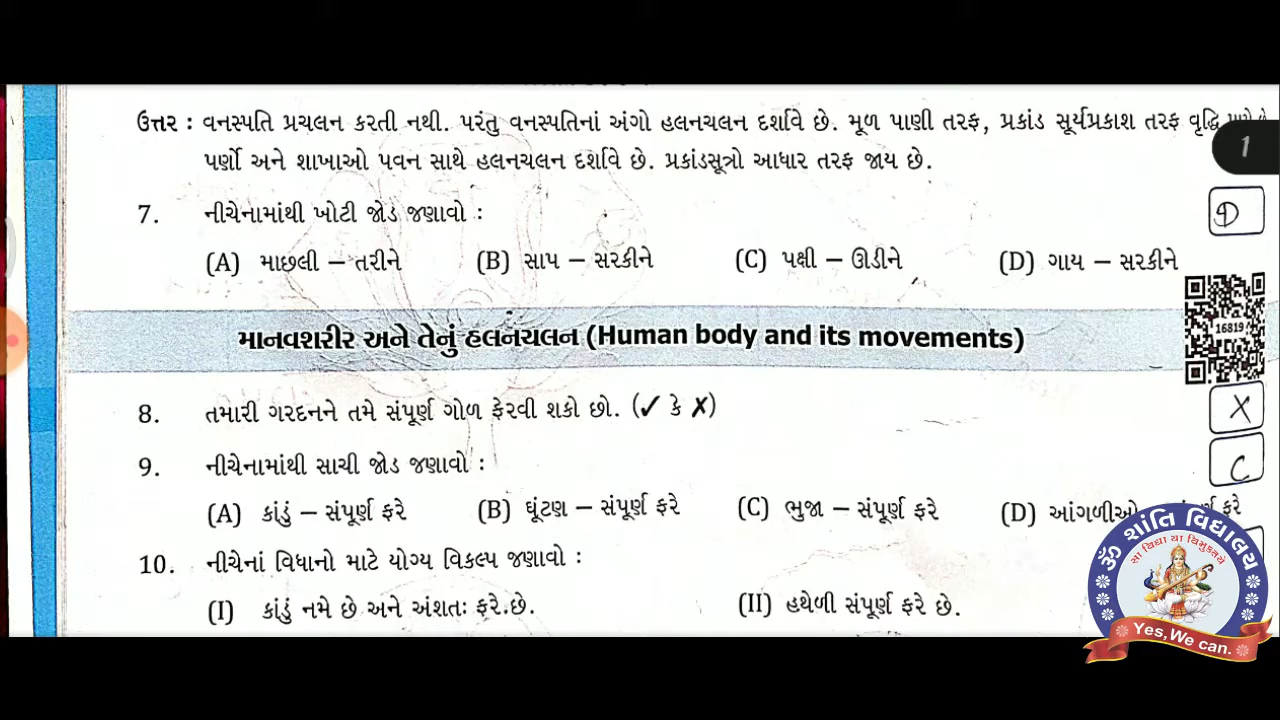 ઉત્તર : વનસ્પતિ પ્રચલન કરતી નથી. પરંતુ વનસ્પતિનાં અંગો હલનચલન દર્શાવે છે. મૂળ પાણી તરફ, પ્રકાંડ સૂર્યપ્રકાશ તરફ વૃદ્ધિ
1
પર્ણો અને શાખાઓ પવન સાથે હલનચલન દર્શાવે છે. પ્રકાંડસૂત્રો આધાર તરફ જાય છે.
7. નીચેનામાંથી ખોટી જોડ જણાવો : D
(A) માછલી – તરીને (B) સાપ – સરકીને (C) પક્ષી – ઊડીને (D) ગાય – સરકીને
16819
માનવશરીર અને તેનું હલનચલન (Human body and its movements)
8. તમારી ગરદનને તમે સંપૂર્ણ ગોળ ફેરવી શકો છો. (✓ કે ✗) X
9. નીચેનામાંથી સાચી જોડ જણાવો : C
(A) કાંડું – સંપૂર્ણ ફરે (B) ઘૂંટણ – સંપૂર્ણ ફરે (C) ભુજા – સંપૂર્ણ ફરે (D) આંગળીઓ ફરે
10. નીચેનાં વિધાનો માટે યોગ્ય વિકલ્પ જણાવો :
(I) કાંડું નમે છે અને અંશતઃ ફરે છે. (II) હથેળી સંપૂર્ણ ફરે છે.
ૐ શાંતિ વિદ્યાલય
सा विद्या या विमुक्तये
Yes, We can.